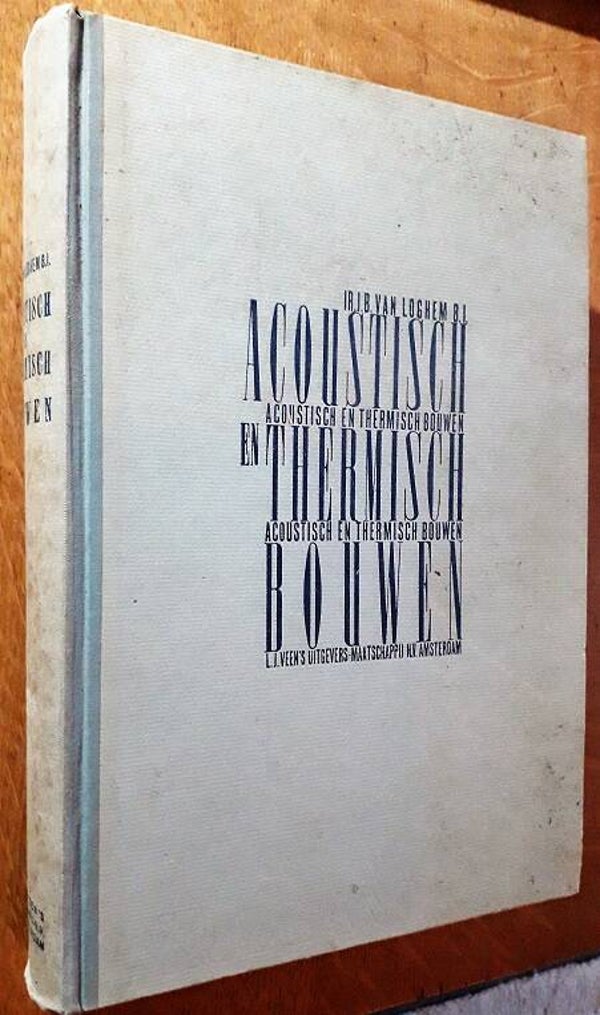 IR. J.B. VAN LOGHEM B.I.
ACOUSTISCH
ACOUSTISCH EN THERMISCH BOUWEN
EN THERMISCH
ACOUSTISCH EN THERMISCH BOUWEN
BOUWEN
L.J. VEEN'S UITGEVERS-MAATSCHAPPIJ N.V. AMSTERDAM
TISCH
ISCH
WEN